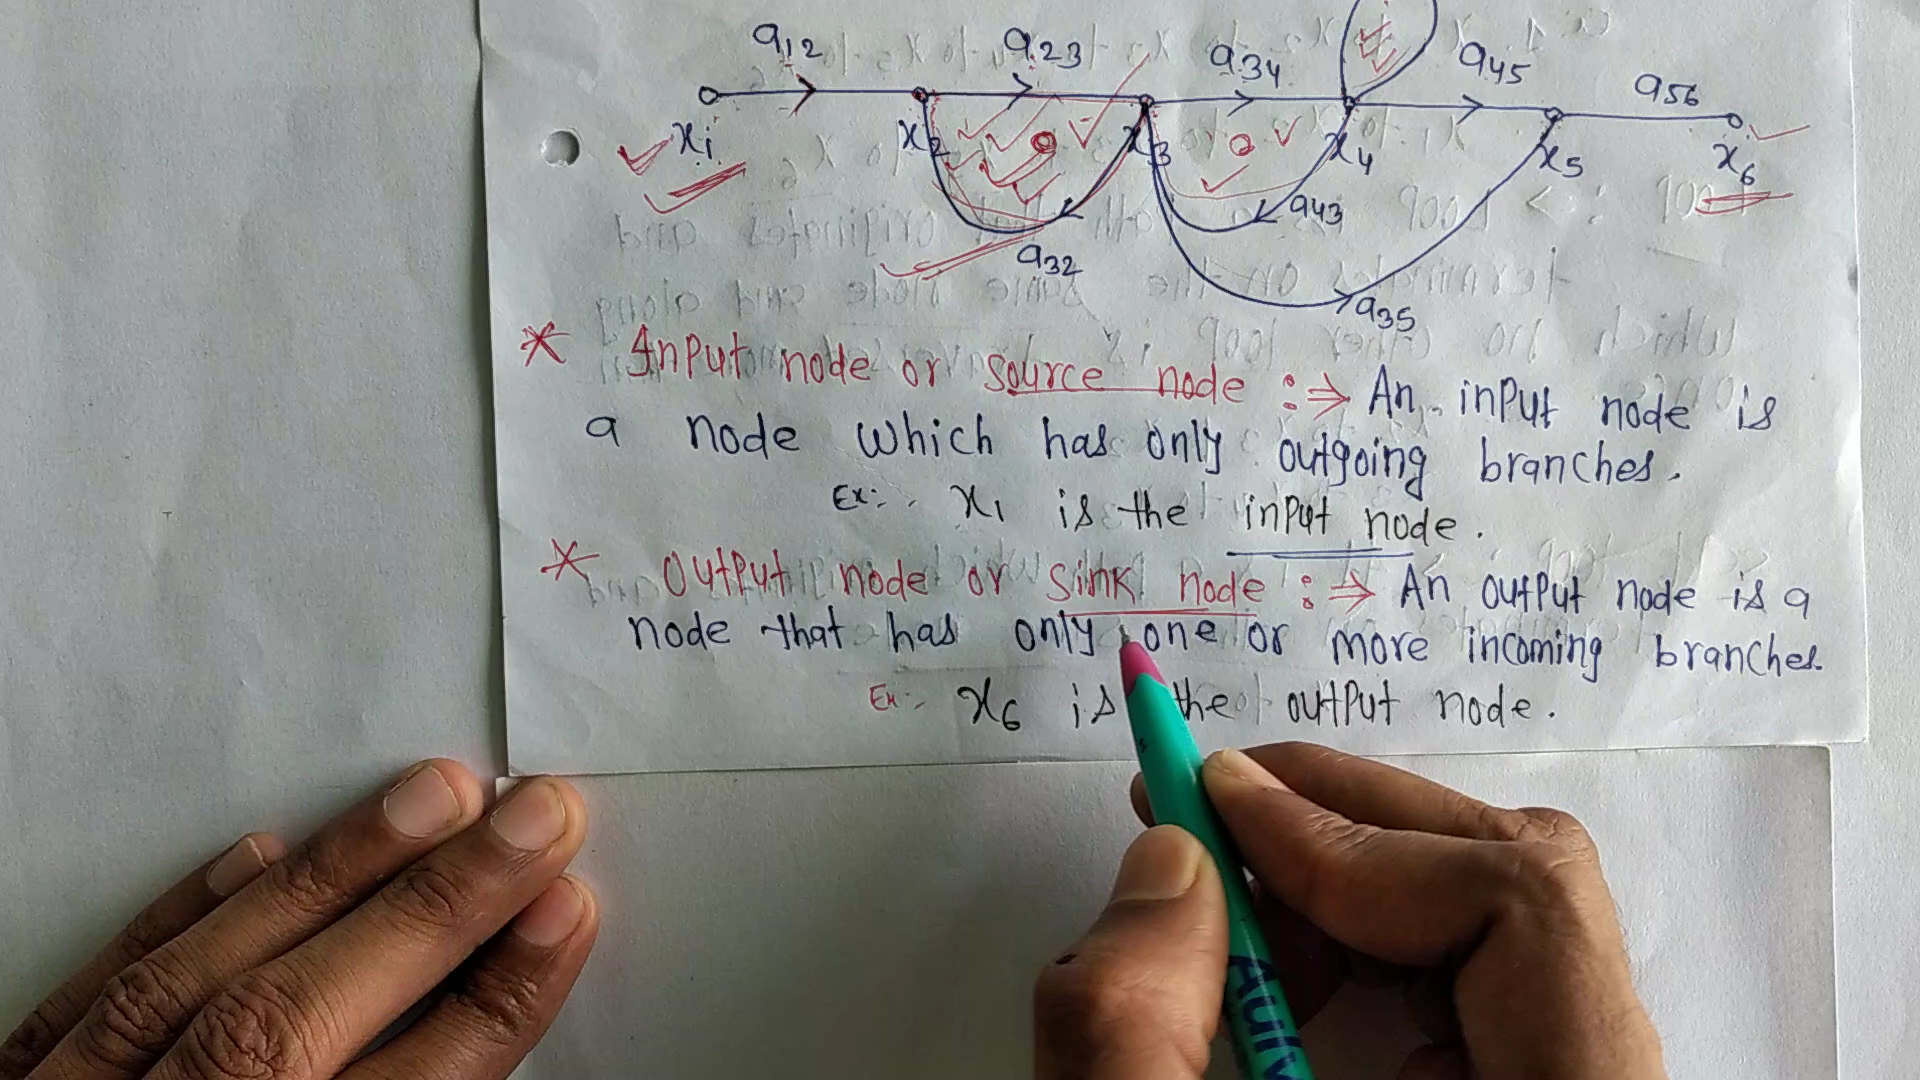 a12 a23 a34 a45 a56
xi x2 x3 x4 x5 x6
a43
a32
a35
* Input node or source node :⇒ An input node is
a node which has only outgoing branches.
Ex:- x1 is the input node.
* Output node or sink node :⇒ An output node is a
node that has only one or more incoming branches.
Ex:- x6 is the output node.